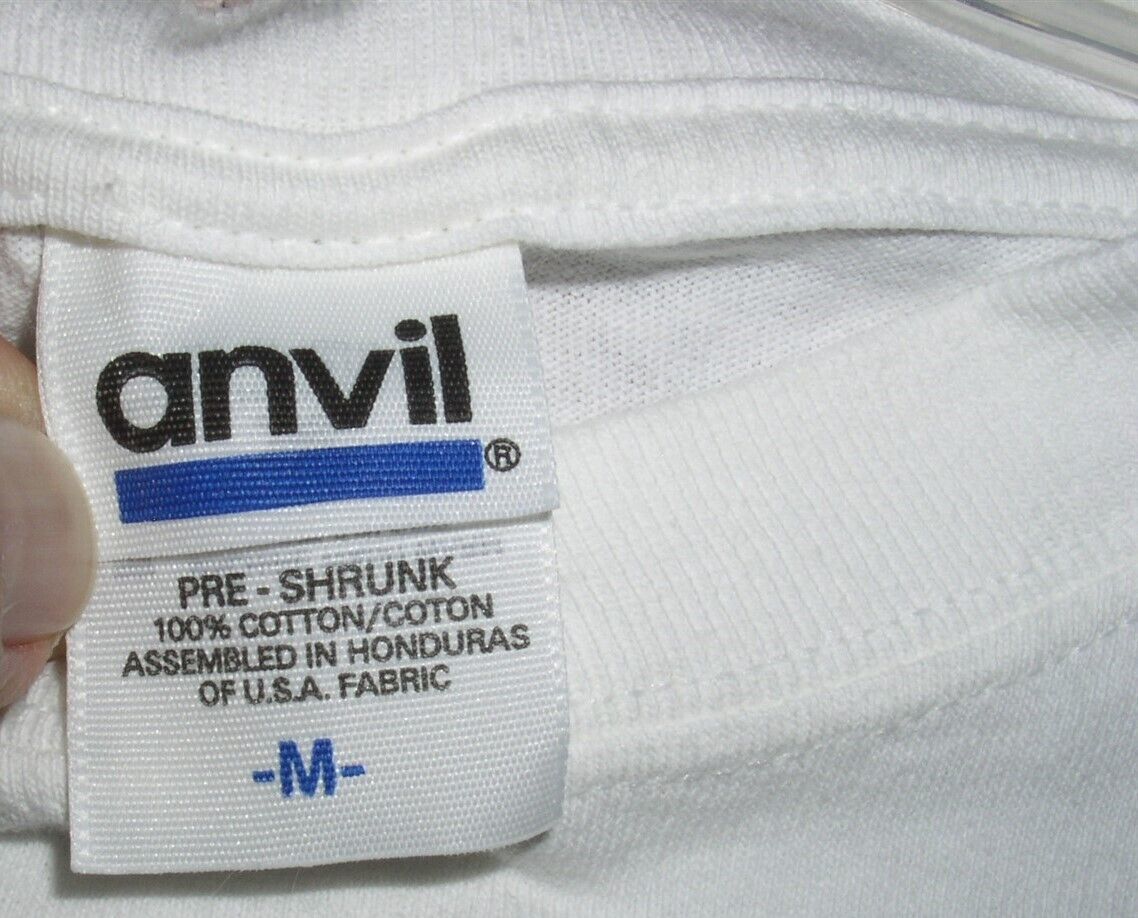 anvil®
PRE - SHRUNK
100% COTTON/COTON
ASSEMBLED IN HONDURAS
OF U.S.A. FABRIC
-M-